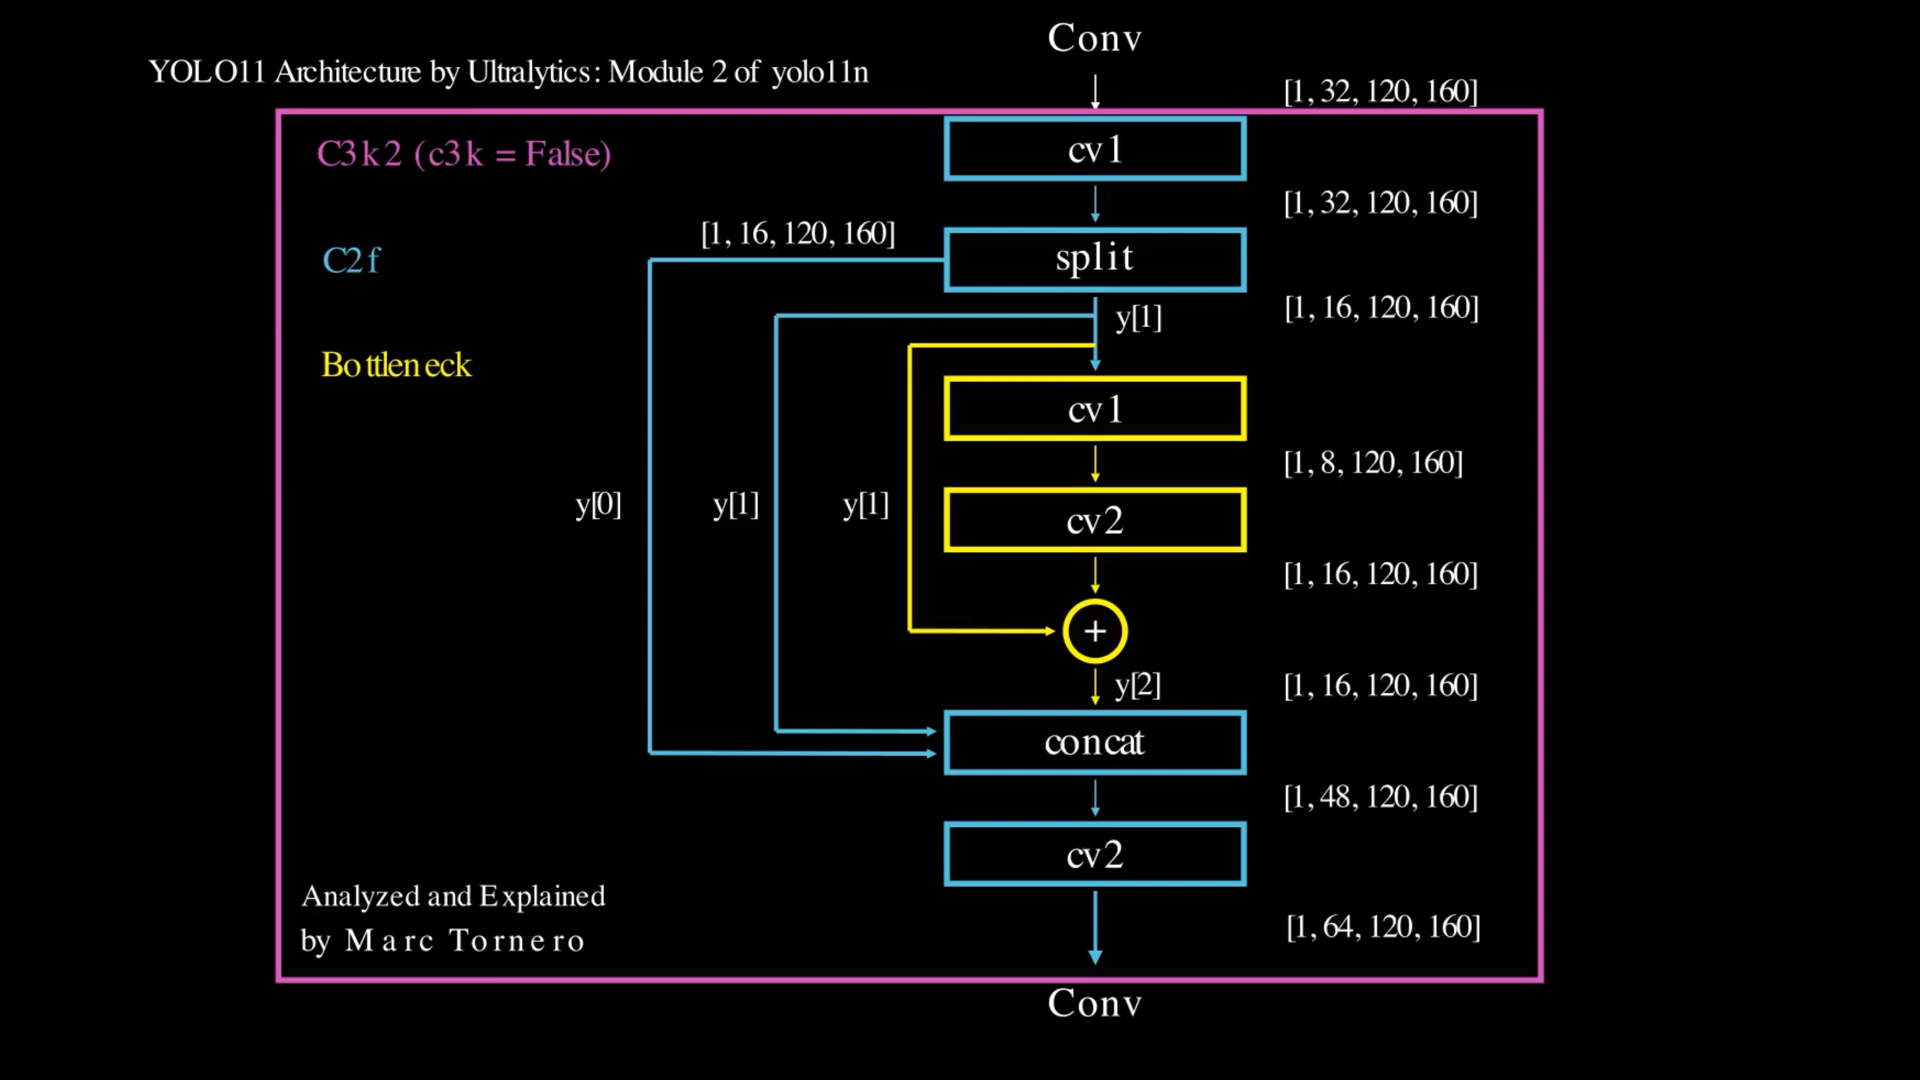 Conv
YOLO11 Architecture by Ultralytics: Module 2 of yolo11n
[1, 32, 120, 160]
C3k2 (c3k = False)
cv1
[1, 32, 120, 160]
[1, 16, 120, 160]
C2f
split
[1, 16, 120, 160]
y[1]
Bottleneck
cv1
[1, 8, 120, 160]
y[0]
y[1]
y[1]
cv2
[1, 16, 120, 160]
+
y[2]
[1, 16, 120, 160]
concat
[1, 48, 120, 160]
cv2
Analyzed and Explained
by Marc Tornero
[1, 64, 120, 160]
Conv